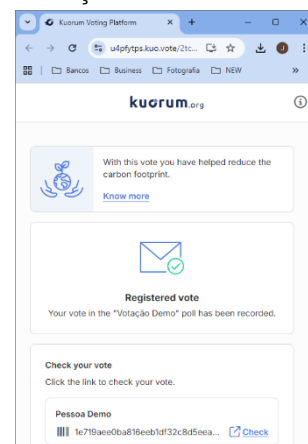 Kuorum Voting Platform
u4pfytps.kuo.vote/2tc...
Bancos Business Fotografia NEW »
kuorum.org
With this vote you have helped reduce the
carbon footprint.
Know more
Registered vote
Your vote in the "Votação Demo" poll has been recorded.
Check your vote
Click the link to check your vote.
Pessoa Demo
1e719aee0ba816eeb1df32c8d5eea... Check